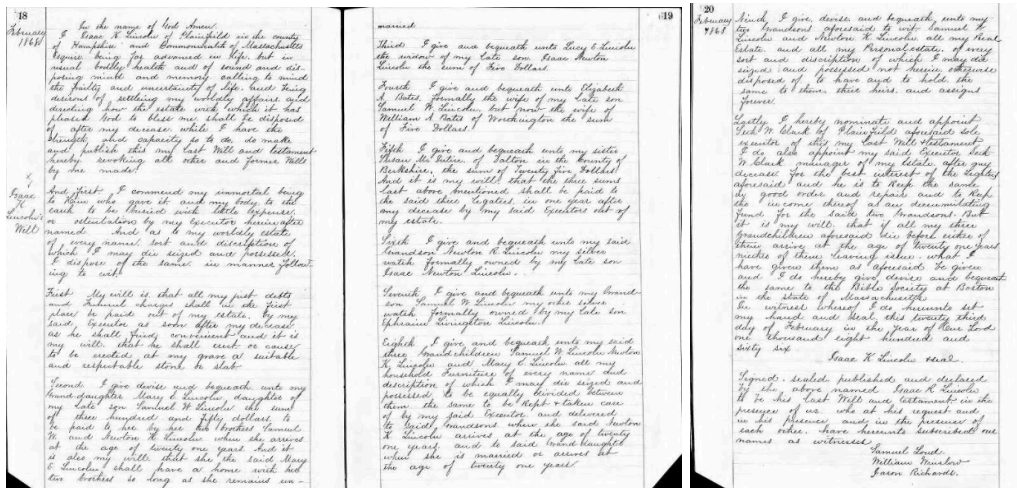 18
February
1868
In the name of God Amen.
I Isaac K Lincoln of Plainfield in the county
of Hampshire and Commonwealth of Massachusetts
Esquire being far advanced in life, but in
usual bodily health and of sound and dis-
posing mind and memory calling to mind
the frailty and uncertainty of life and being
desirous of settling my worldly affairs and
directing how the estate with which it has
pleased God to bless me shall be disposed
of after my decease while I have the
strength and capacity so to do, do make
and publish this my last Will and testament
hereby revoking all other and former Wills
by me made.
Isaac
K
Lincoln's
Will
And first I commend my immortal being
to Him who gave it and my body to the
earth to be buried with little expense
or ostentation by my Executor hereinafter
named. And as to my worldly estate
of every name, sort and discription of
which I may die seized and possessed,
I dispose of the same in manner follow-
ing to wit
First. My will is that all my just debts
and Funeral charges shall in the first
place be paid out of my estate, by my
said Executor as soon after my decease
as he shall find convenient and it is
my will that he shall cause
to be erected at my grave a suitable
and respectable stone or slab
Second. I give devise and bequeath unto my
Grand daughter Mary E Lincoln, daughter of
my late son Samuel W Lincoln the sum
of three hundred and fifty dollars to
be paid to her by her two brothers Samuel
W. and Newton K Lincoln when she arrives
at the age of twenty one years. And it
is also my will that she the said Mary
E Lincoln shall have a home with her
two brothers so long as she remains un-
19
married.
Third I give and bequeath unto Lucy E Lincoln
the widow of my late son Isaac Newton
Lincoln the sum of Five Dollars.
Fourth I give and bequeath unto Elizabeth
A. Bates, formally the wife of my late son
Samuel W Lincoln but now the wife of
William A Bates of Worthington the sum
of Five Dollars.
Fifth I give and bequeath unto my sister
Susan of Dalton in the County of
Berkshire, the sum of Twenty five Dollars.
And it is my will that the three sums
last above mentioned shall be paid to
the said three legatees in one year after
my decease by my said Executors out of
my estate.
Sixth I give and bequeath unto my said
Grandson Newton K Lincoln my silver
watch formally owned by my late son
Isaac Newton Lincoln.
Seventh I give and bequeath unto my Grand-
son Samuel W Lincoln my other silver
watch formally owned by my late son
Ephraim Livingston Lincoln.
Eighth I give and bequeath unto my said
three Grandchildren Samuel W Lincoln Newton
K Lincoln and Mary E Lincoln all my
household Furniture of every name and
discription of which I may die seized and
possessed to be equally divided between
them the same to be kept & taken care
of by my said Executor and delivered
to said Grandsons when the said Newton
K Lincoln arrives at the age of twenty
one years and to said Grand daughter
when she is married or arrives at
the age of twenty one years
20
February
1868
Ninth, I give, devise and bequeath, unto my
two Grandsons aforesaid to wit Samuel W
Lincoln and Newton K Lincoln all my Real
Estate and all my Personal estate, of every
sort and discription of which I may die
seized and possessed not herein otherwise
disposed of to have and to hold the
same to them their heirs and assigns
forever
Lastly I hereby nominate and appoint
Seth W Clark of Plainfield aforesaid sole
executor of this my Last Will & testament.
I do also appoint my said Executor Seth
W Clark manager of my Estate after my
decease for the best interest of the legatees
aforesaid and he is to keep the same
in good order and repair and to keep
the income thereof as an accumulating
fund for the said two Grandsons. But
it is my will that if all my three
Grandchildren aforesaid die before either of
them arrive at the age of twenty one years
neither of them leaving issue, what I
have given them as aforesaid be given
and I do hereby give devise and bequeath
the same to the Bible Society at Boston
in the State of Massachusetts
In witness whereof I do hereunto set
my hand and seal this twenty third
day of February in the Year of Our Lord
one thousand eight hundred and
sixty six
Isaac K Lincoln seal.
Signed sealed published and declared
by the above named Isaac K Lincoln
to be his last Will and testament in the
presence of us who at his request and
in his presence and in the presence of
each other have hereunto subscribed our
names as witnesses
Samuel Loud
William Winslow
Jason Richards.